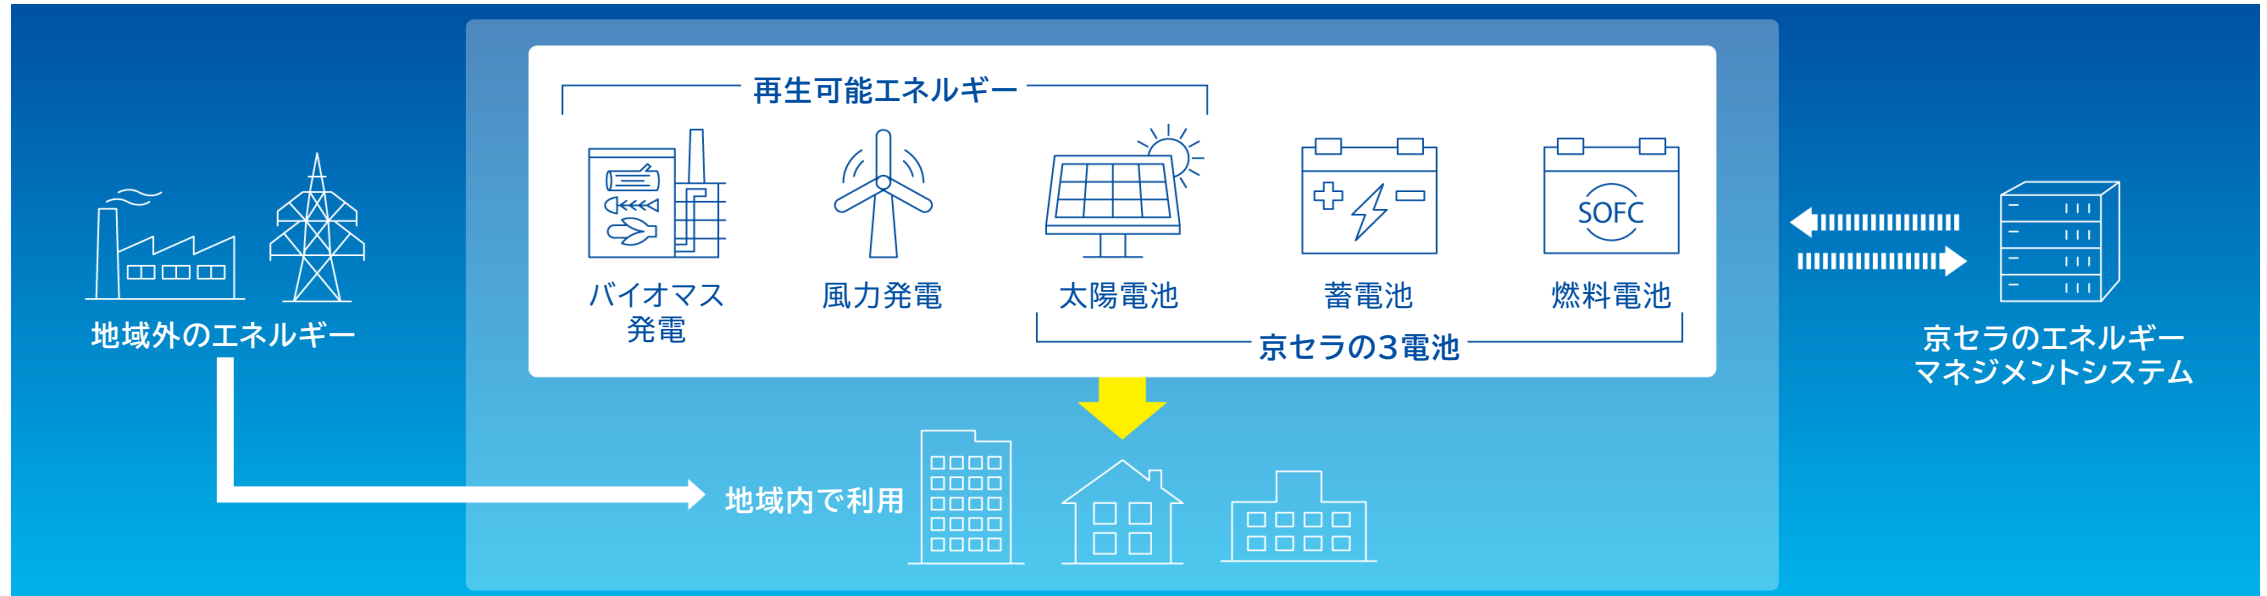 再生可能エネルギー
SOFC
バイオマス
発電
風力発電
太陽電池
蓄電池
燃料電池
京セラの3電池
地域外のエネルギー
京セラのエネルギー
マネジメントシステム
地域内で利用